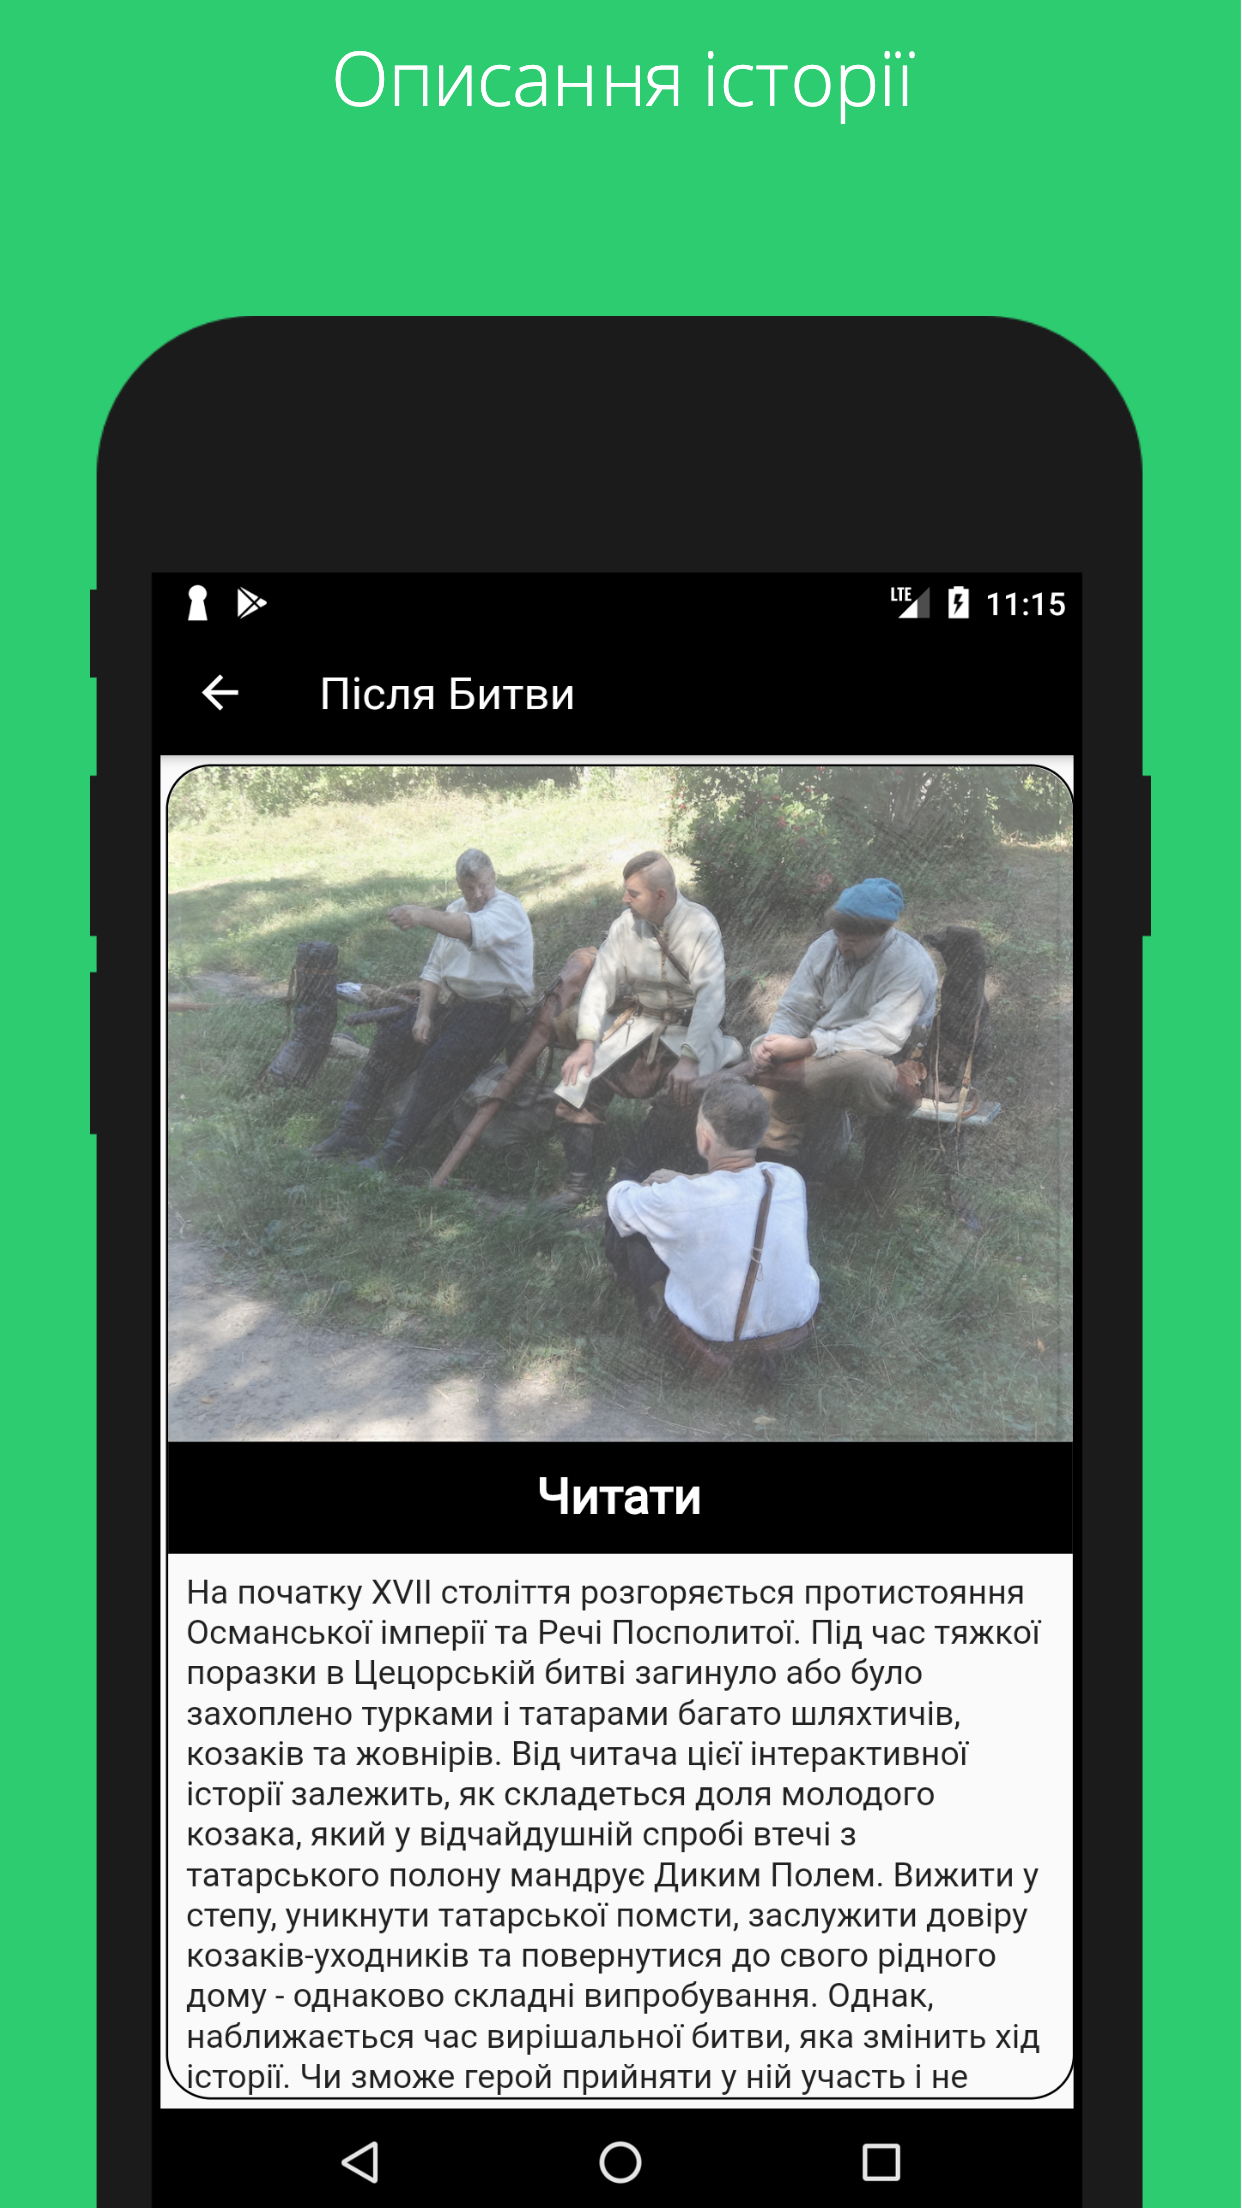 Описання історії
LTE 11:15
Після Битви
Читати
На початку XVII століття розгоряється протистояння
Османської імперії та Речі Посполитої. Під час тяжкої
поразки в Цецорській битві загинуло або було
захоплено турками і татарами багато шляхтичів,
козаків та жовнірів. Від читача цієї інтерактивної
історії залежить, як складеться доля молодого
козака, який у відчайдушній спробі втечі з
татарського полону мандрує Диким Полем. Вижити у
степу, уникнути татарської помсти, заслужити довіру
козаків-уходників та повернутися до свого рідного
дому - однаково складні випробування. Однак,
наближається час вирішальної битви, яка змінить хід
історії. Чи зможе герой прийняти у ній участь і не